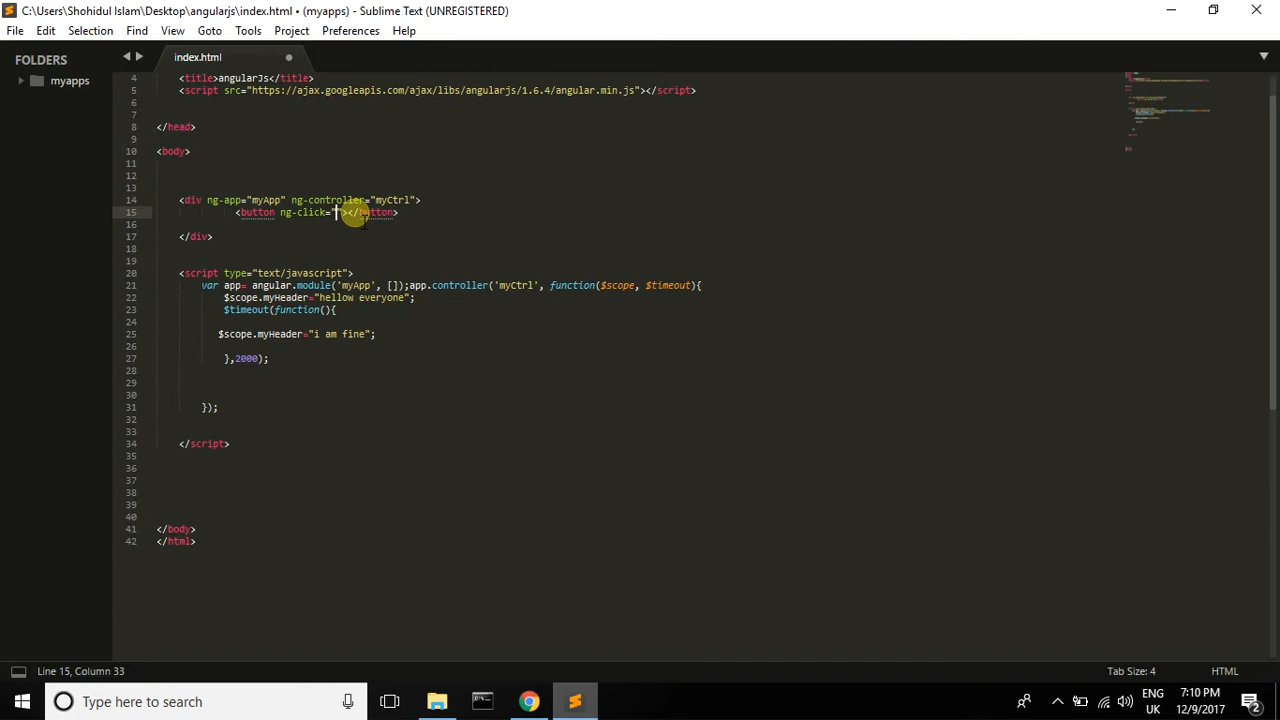 C:\Users\Shohidul Islam\Desktop\angularjs\index.html • (myapps) - Sublime Text (UNREGISTERED)
File Edit Selection Find View Goto Tools Project Preferences Help
FOLDERS
myapps
index.html
4 <title>angularJs</title>
5 <script src="https://ajax.googleapis.com/ajax/libs/angularjs/1.6.4/angular.min.js"></script>
6
7
8 </head>
9
10 <body>
11
12
13
14 <div ng-app="myApp" ng-controller="myCtrl">
15 <button ng-click=""></button>
16
17 </div>
18
19
20 <script type="text/javascript">
21 var app= angular.module('myApp', []);app.controller('myCtrl', function($scope, $timeout){
22 $scope.myHeader="hellow everyone";
23 $timeout(function(){
24
25 $scope.myHeader="i am fine";
26
27 },2000);
28
29
30
31 });
32
33
34 </script>
35
36
37
38
39
40
41 </body>
42 </html>
Line 15, Column 33
Tab Size: 4
HTML
Type here to search
ENG
UK
7:10 PM
12/9/2017
2